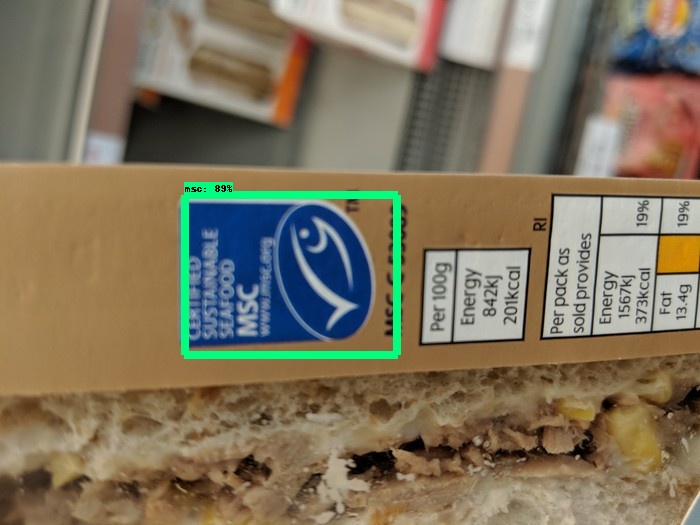 msc: 89%
CERTIFIED
SUSTAINABLE
SEAFOOD
MSC
www.msc.org
TM
Per 100g
Energy
842kJ
201kcal
RI
Per pack as
sold provides
Energy
1567kJ
373kcal
19%
Fat
13.4g
19%